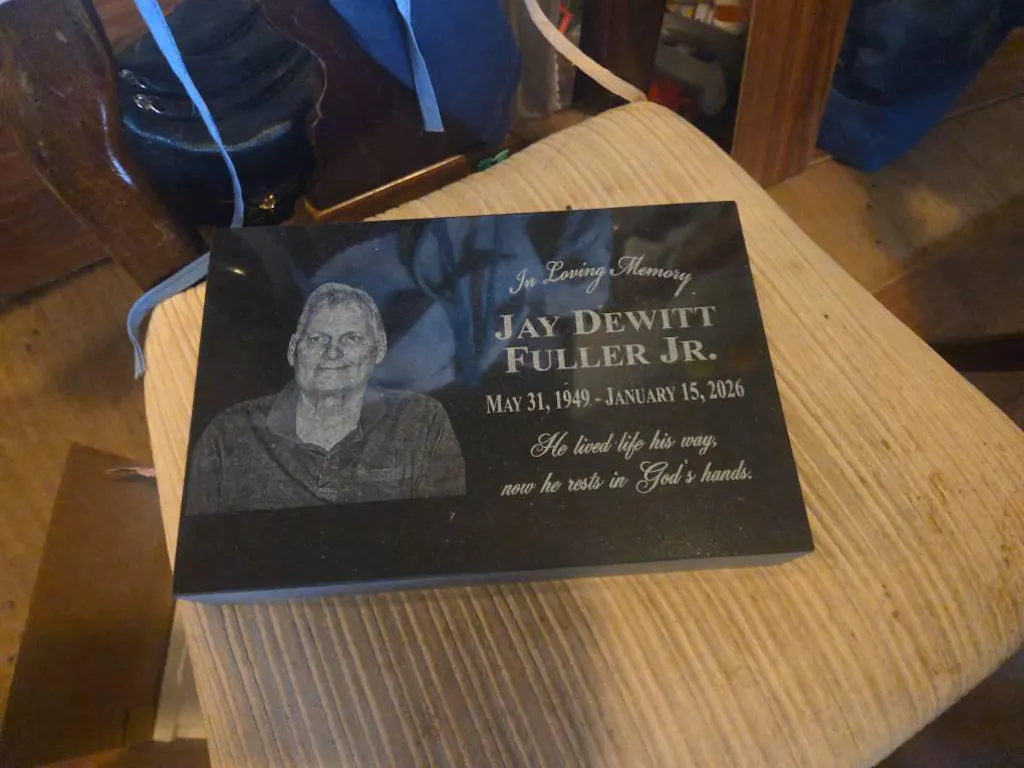 In Loving Memory
JAY DEWITT
FULLER JR.
MAY 31, 1949 - JANUARY 15, 2026
He lived life his way,
now he rests in God's hands.